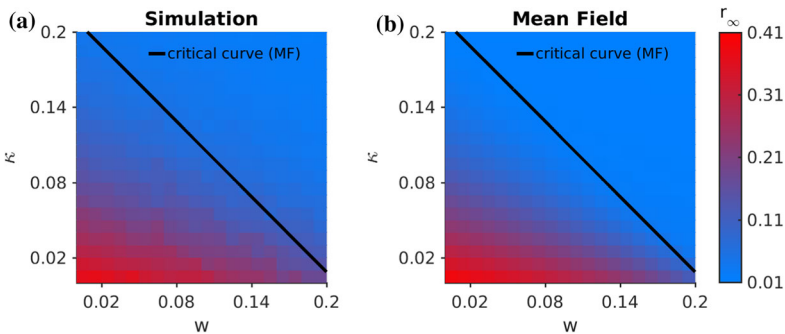 (a) Simulation
0.2
0.14
0.08
0.02
κ
critical curve (MF)
0.02 0.08 0.14 0.2
w
(b) Mean Field
0.2
0.14
0.08
0.02
κ
critical curve (MF)
0.02 0.08 0.14 0.2
w
r∞
0.41
0.31
0.21
0.11
0.01